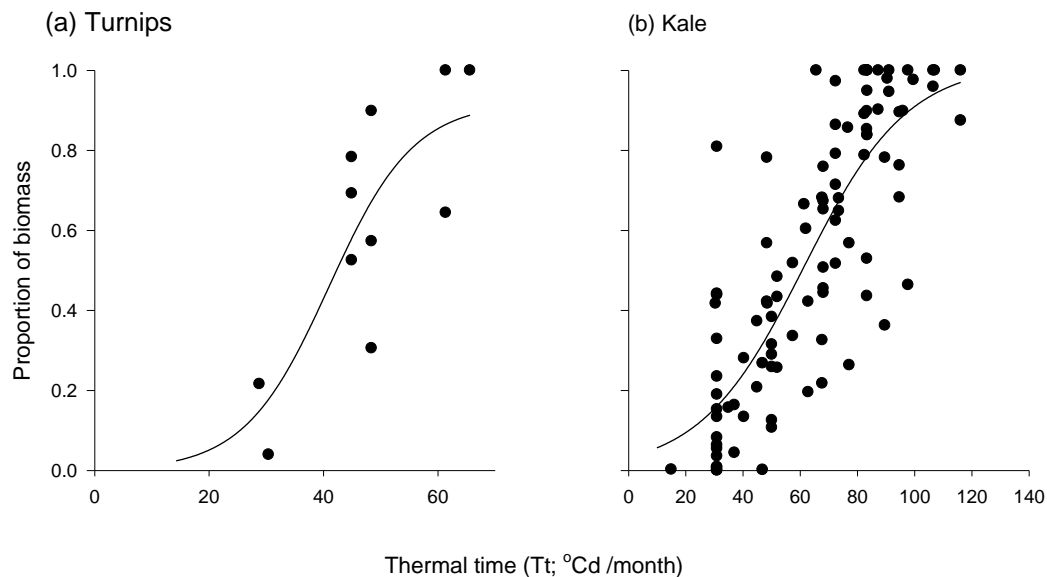 (a) Turnips
(b) Kale
Proportion of biomass
1.0
0.8
0.6
0.4
0.2
0.0
0 20 40 60
0 20 40 60 80 100 120 140
Thermal time (Tt; ⁰Cd /month)